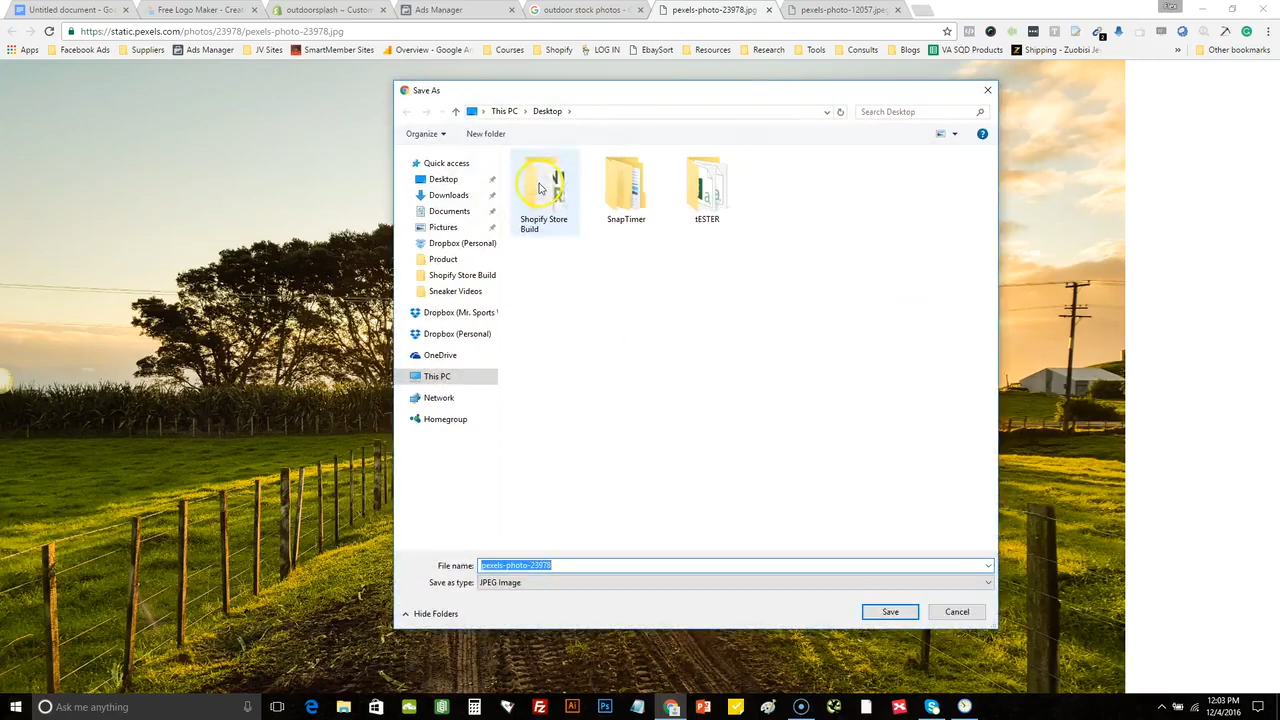 Untitled document - Go
Free Logo Maker - Creat
outdoorsplash ~ Custom
Ads Manager
outdoor stock photos - G
pexels-photo-23978.jpg
pexels-photo-12057.jpeg
https://static.pexels.com/photos/23978/pexels-photo-23978.jpg
Apps
Facebook Ads
Suppliers
Ads Manager
JV Sites
SmartMember Sites
Overview – Google An
Courses
Shopify
LOG IN
EbaySort
Resources
Research
Tools
Consults
Blogs
VA SQD Products
Shipping - Zuobisi Je
»
Other bookmarks
Save As
This PC
Desktop
Search Desktop
Organize
New folder
Quick access
Desktop
Downloads
Documents
Pictures
Dropbox (Personal)
Product
Shopify Store Build
Sneaker Videos
Dropbox (Mr. Sports
Dropbox (Personal)
OneDrive
This PC
Network
Homegroup
Shopify Store
Build
SnapTimer
tESTER
File name:
pexels-photo-23978
Save as type:
JPEG Image
Hide Folders
Save
Cancel
Ask me anything
12:03 PM
12/4/2016